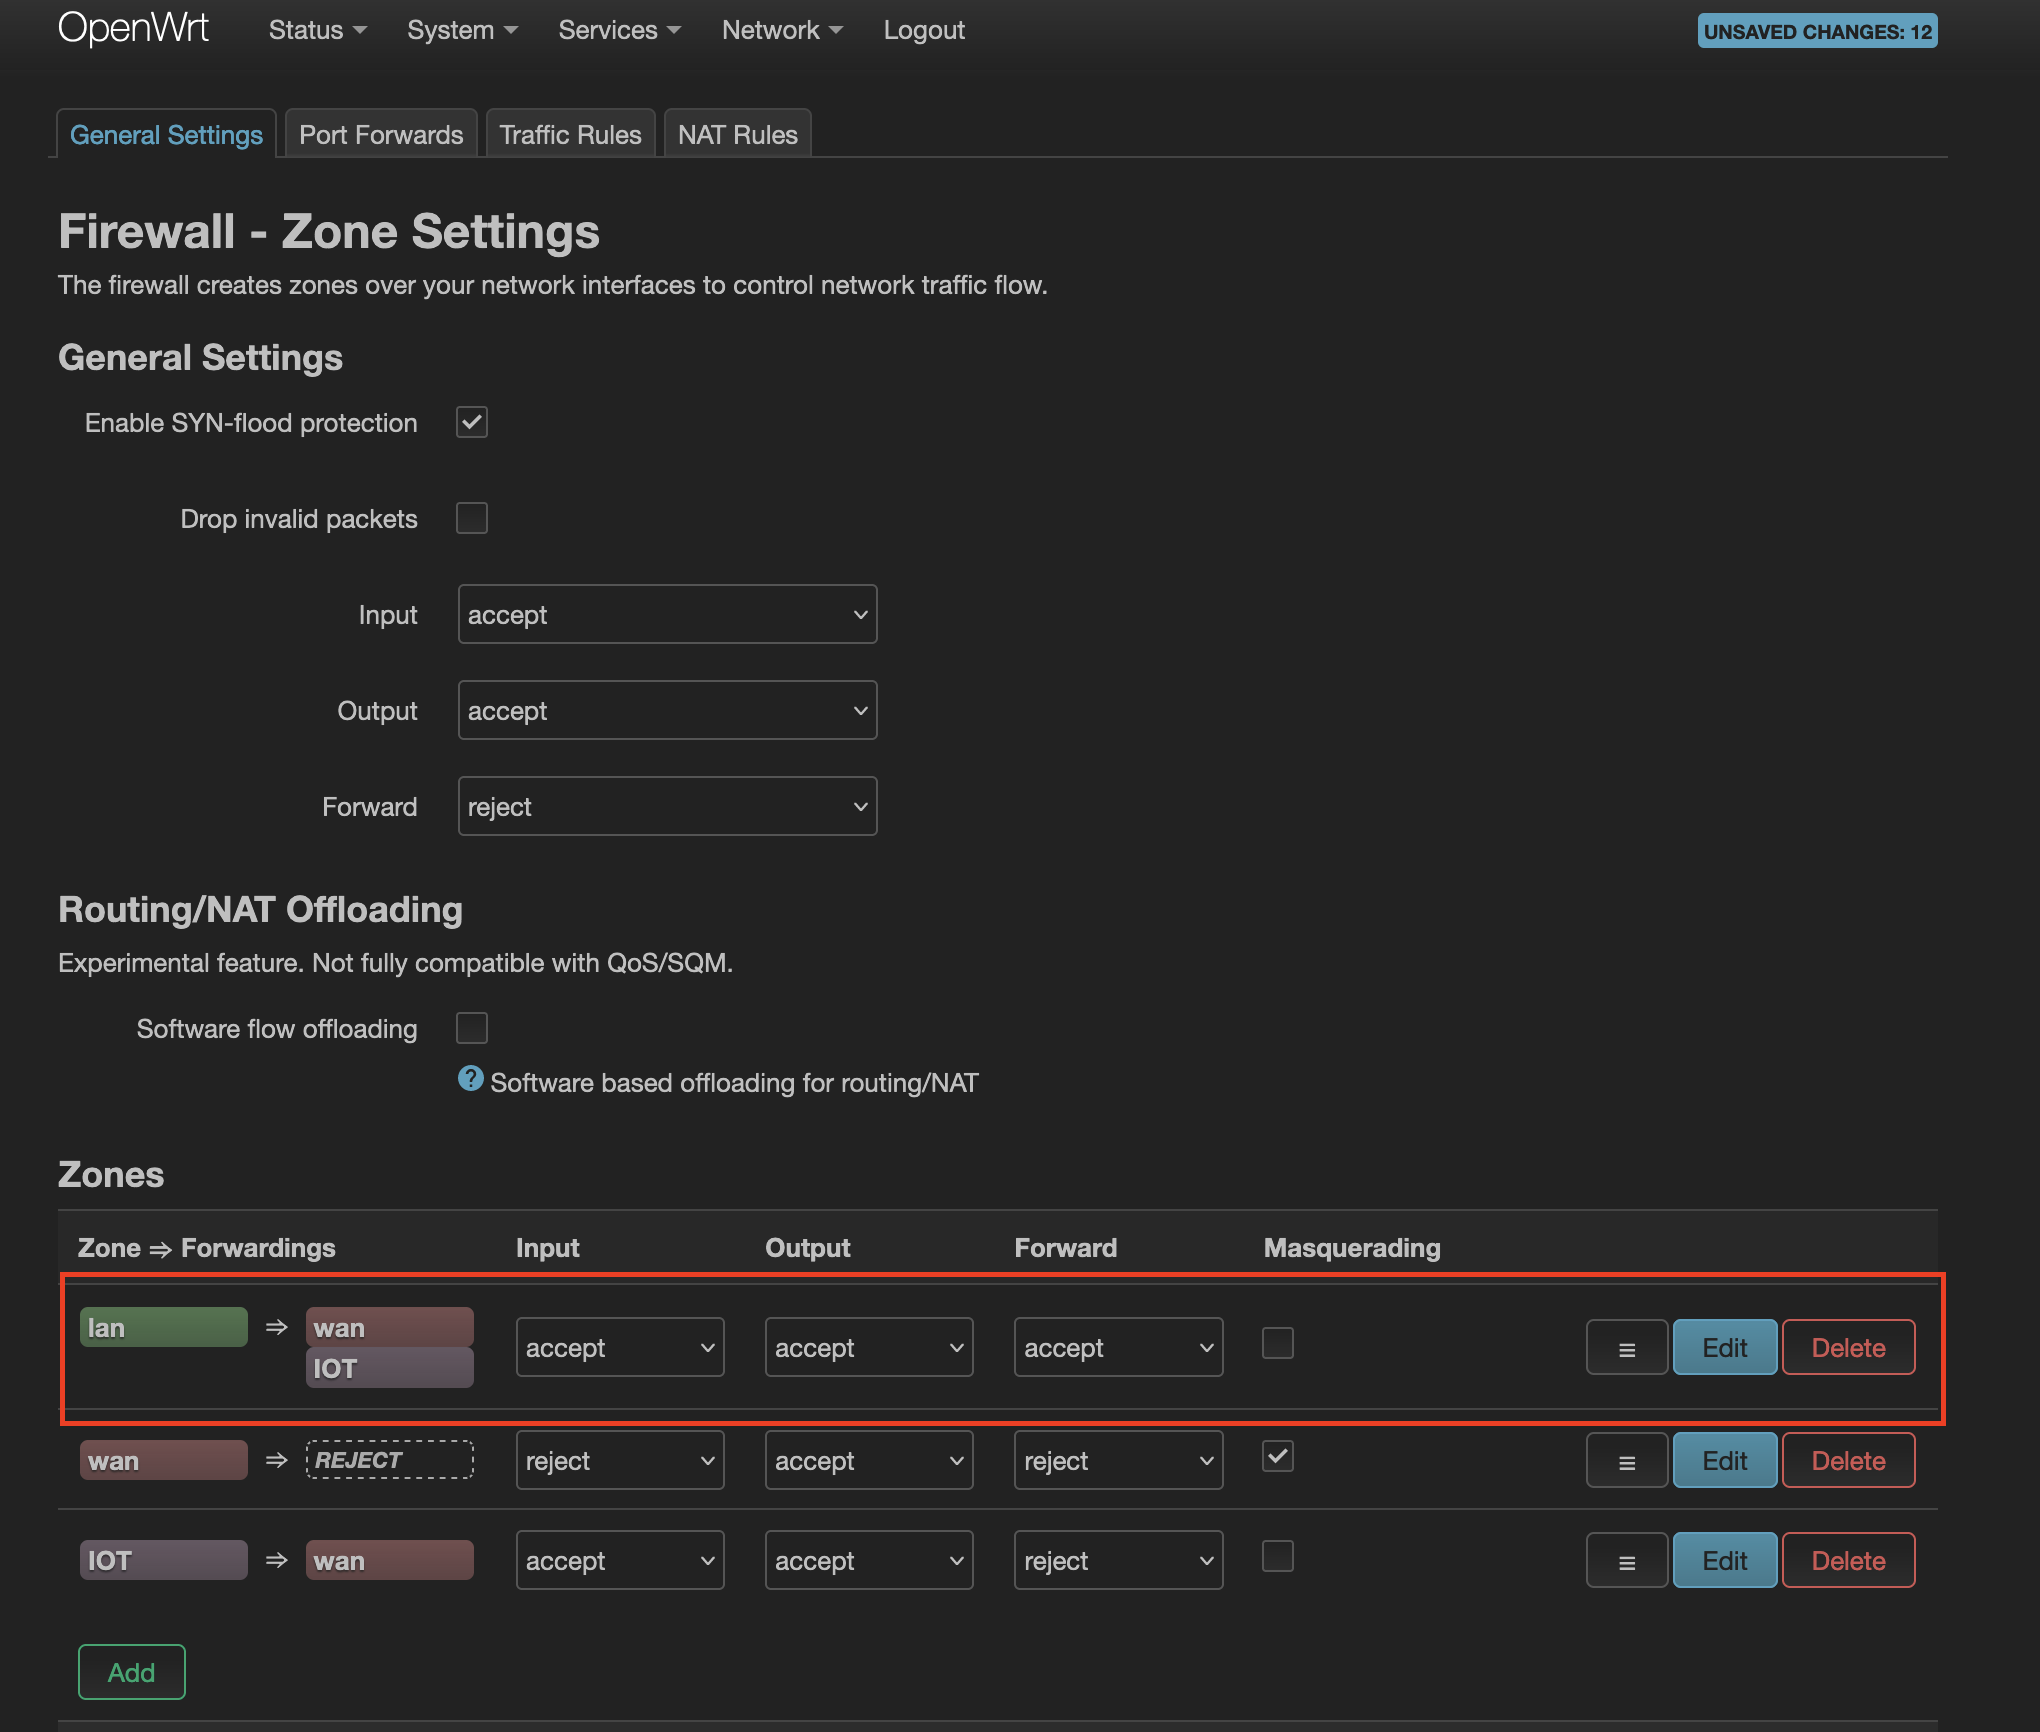 OpenWrt Status System Services Network Logout UNSAVED CHANGES: 12
General Settings Port Forwards Traffic Rules NAT Rules
Firewall - Zone Settings
The firewall creates zones over your network interfaces to control network traffic flow.
General Settings
Enable SYN-flood protection
Drop invalid packets
Input accept
Output accept
Forward reject
Routing/NAT Offloading
Experimental feature. Not fully compatible with QoS/SQM.
Software flow offloading
? Software based offloading for routing/NAT
Zones
Zone ⇒ Forwardings Input Output Forward Masquerading
lan ⇒ wan accept accept accept ≡ Edit Delete
IOT
wan ⇒ REJECT reject accept reject ≡ Edit Delete
IOT ⇒ wan accept accept reject ≡ Edit Delete
Add